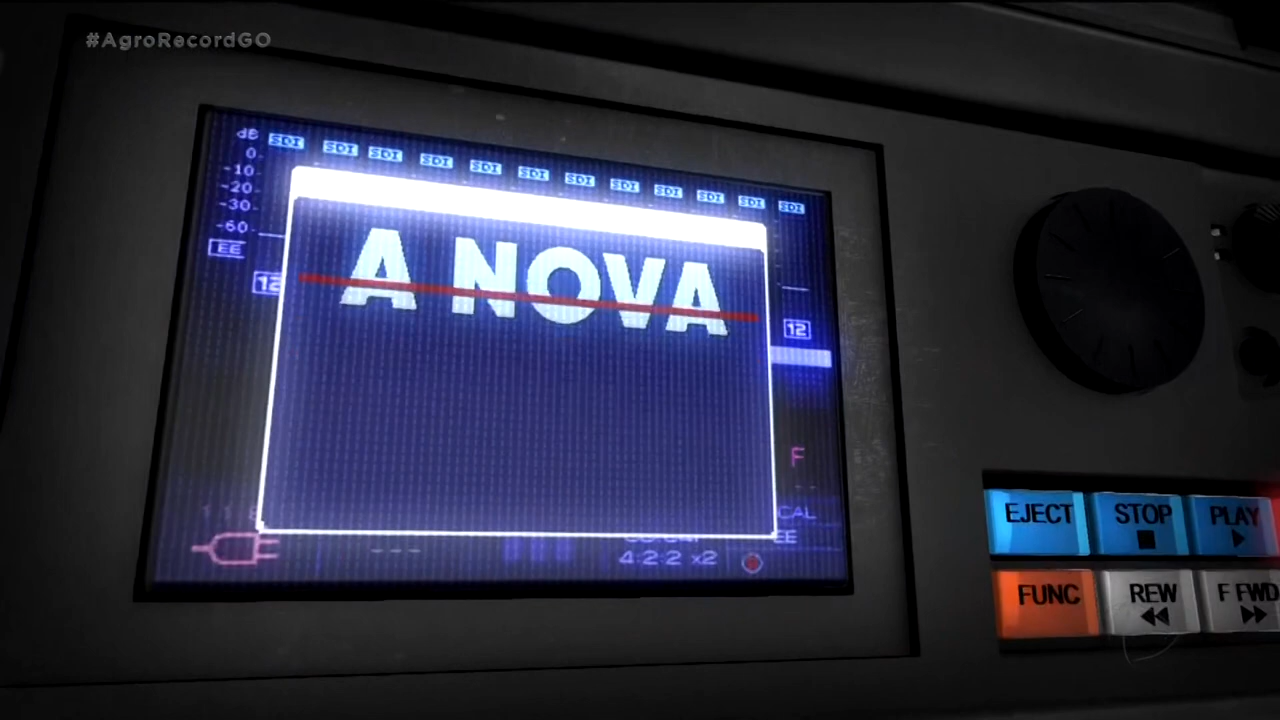 #AgroRecordGO
dB SDI SDI SDI SDI SDI SDI SDI SDI SDI SDI SDI SDI
0
-10
-20
-30
-60
EE
12
A NOVA
12
F
CAL
EE
4:2:2 x2
EJECT STOP PLAY
FUNC REW F FWD